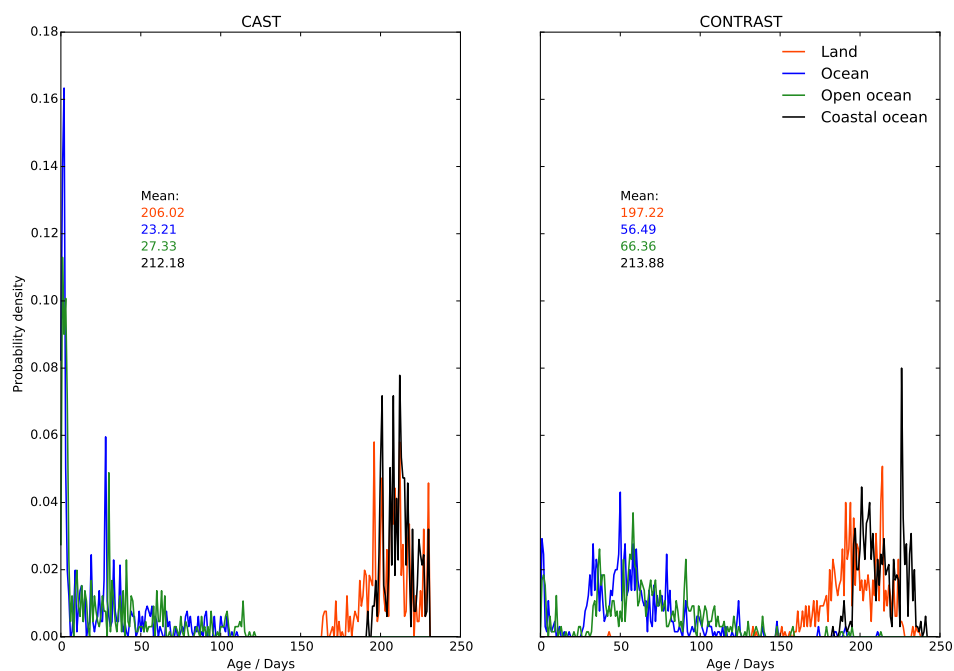 CAST
0.18
0.16
0.14
0.12
0.10
0.08
0.06
0.04
0.02
0.00
Probability density
Mean:
206.02
23.21
27.33
212.18
0
50
100
150
200
250
Age / Days
CONTRAST
Land
Ocean
Open ocean
Coastal ocean
Mean:
197.22
56.49
66.36
213.88
0
50
100
150
200
250
Age / Days